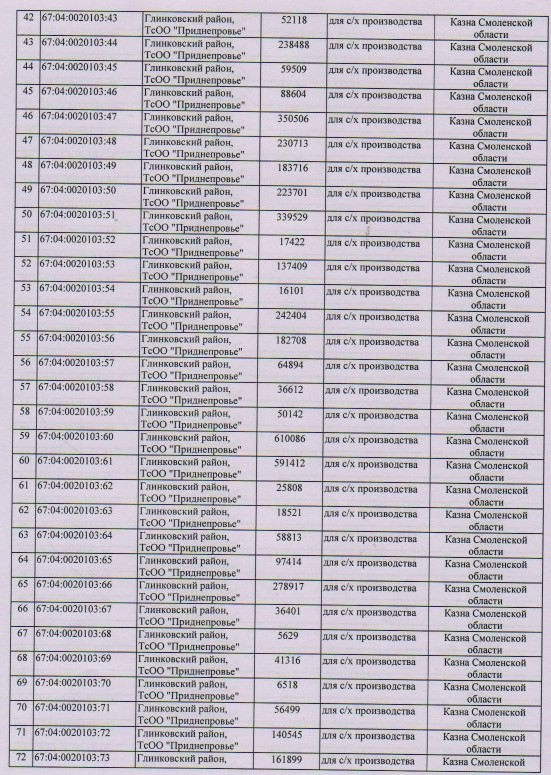 42 67:04:0020103:43 Глинковский район, 52118 для с/х производства Казна Смоленской
ТсОО "Приднепровье" области
43 67:04:0020103:44 Глинковский район, 238488 для с/х производства Казна Смоленской
ТсОО "Приднепровье" области
44 67:04:0020103:45 Глинковский район, 59509 для с/х производства Казна Смоленской
ТсОО "Приднепровье" области
45 67:04:0020103:46 Глинковский район, 88604 для с/х производства Казна Смоленской
ТсОО "Приднепровье" области
46 67:04:0020103:47 Глинковский район, 350506 для с/х производства Казна Смоленской
ТсОО "Приднепровье" области
47 67:04:0020103:48 Глинковский район, 230713 для с/х производства Казна Смоленской
ТсОО "Приднепровье" области
48 67:04:0020103:49 Глинковский район, 183716 для с/х производства Казна Смоленской
ТсОО "Приднепровье" области
49 67:04:0020103:50 Глинковский район, 223701 для с/х производства Казна Смоленской
ТсОО "Приднепровье" области
50 67:04:0020103:51 Глинковский район, 339529 для с/х производства Казна Смоленской
ТсОО "Приднепровье" области
51 67:04:0020103:52 Глинковский район, 17422 для с/х производства Казна Смоленской
ТсОО "Приднепровье" области
52 67:04:0020103:53 Глинковский район, 137409 для с/х производства Казна Смоленской
ТсОО "Приднепровье" области
53 67:04:0020103:54 Глинковский район, 16101 для с/х производства Казна Смоленской
ТсОО "Приднепровье" области
54 67:04:0020103:55 Глинковский район, 242404 для с/х производства Казна Смоленской
ТсОО "Приднепровье" области
55 67:04:0020103:56 Глинковский район, 182708 для с/х производства Казна Смоленской
ТсОО "Приднепровье" области
56 67:04:0020103:57 Глинковский район, 64894 для с/х производства Казна Смоленской
ТсОО "Приднепровье" области
57 67:04:0020103:58 Глинковский район, 36612 для с/х производства Казна Смоленской
ТсОО "Приднепровье" области
58 67:04:0020103:59 Глинковский район, 50142 для с/х производства Казна Смоленской
ТсОО "Приднепровье" области
59 67:04:0020103:60 Глинковский район, 610086 для с/х производства Казна Смоленской
ТсОО "Приднепровье" области
60 67:04:0020103:61 Глинковский район, 591412 для с/х производства Казна Смоленской
ТсОО "Приднепровье" области
61 67:04:0020103:62 Глинковский район, 25808 для с/х производства Казна Смоленской
ТсОО "Приднепровье" области
62 67:04:0020103:63 Глинковский район, 18521 для с/х производства Казна Смоленской
ТсОО "Приднепровье" области
63 67:04:0020103:64 Глинковский район, 58813 для с/х производства Казна Смоленской
ТсОО "Приднепровье" области
64 67:04:0020103:65 Глинковский район, 97414 для с/х производства Казна Смоленской
ТсОО "Приднепровье" области
65 67:04:0020103:66 Глинковский район, 278917 для с/х производства Казна Смоленской
ТсОО "Приднепровье" области
66 67:04:0020103:67 Глинковский район, 36401 для с/х производства Казна Смоленской
ТсОО "Приднепровье" области
67 67:04:0020103:68 Глинковский район, 5629 для с/х производства Казна Смоленской
ТсОО "Приднепровье" области
68 67:04:0020103:69 Глинковский район, 41316 для с/х производства Казна Смоленской
ТсОО "Приднепровье" области
69 67:04:0020103:70 Глинковский район, 6518 для с/х производства Казна Смоленской
ТсОО "Приднепровье" области
70 67:04:0020103:71 Глинковский район, 56499 для с/х производства Казна Смоленской
ТсОО "Приднепровье" области
71 67:04:0020103:72 Глинковский район, 140545 для с/х производства Казна Смоленской
ТсОО "Приднепровье" области
72 67:04:0020103:73 Глинковский район, 161899 для с/х производства Казна Смоленской